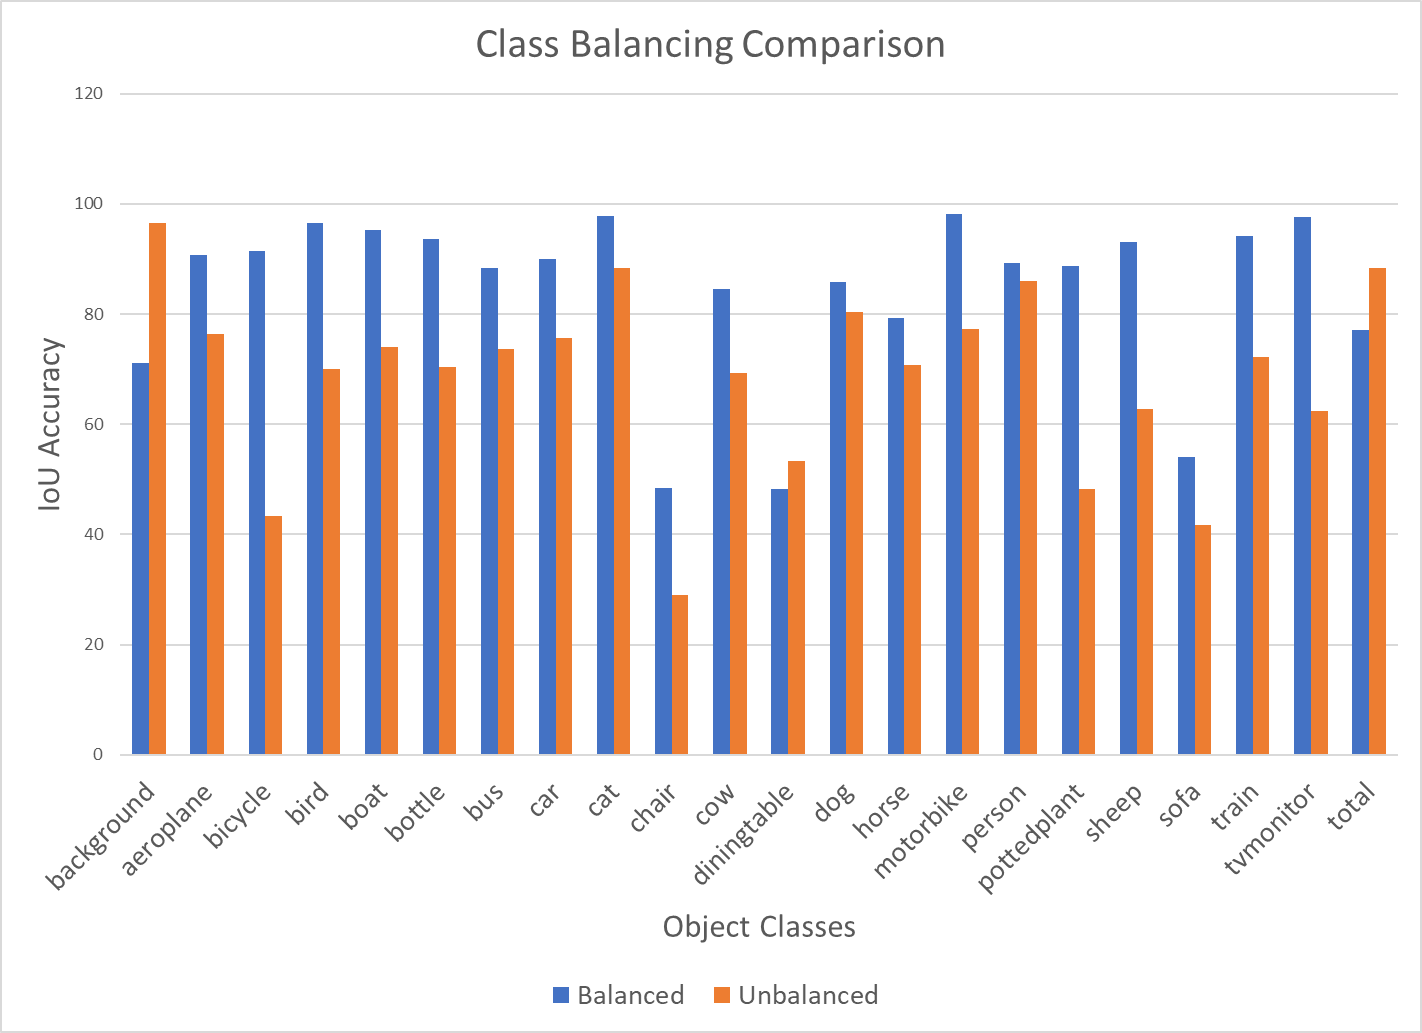 Class Balancing Comparison
120
100
80
60
40
20
0
IoU Accuracy
background
aeroplane
bicycle
bird
boat
bottle
bus
car
cat
chair
cow
diningtable
dog
horse
motorbike
person
pottedplant
sheep
sofa
train
tvmonitor
total
Object Classes
Balanced
Unbalanced